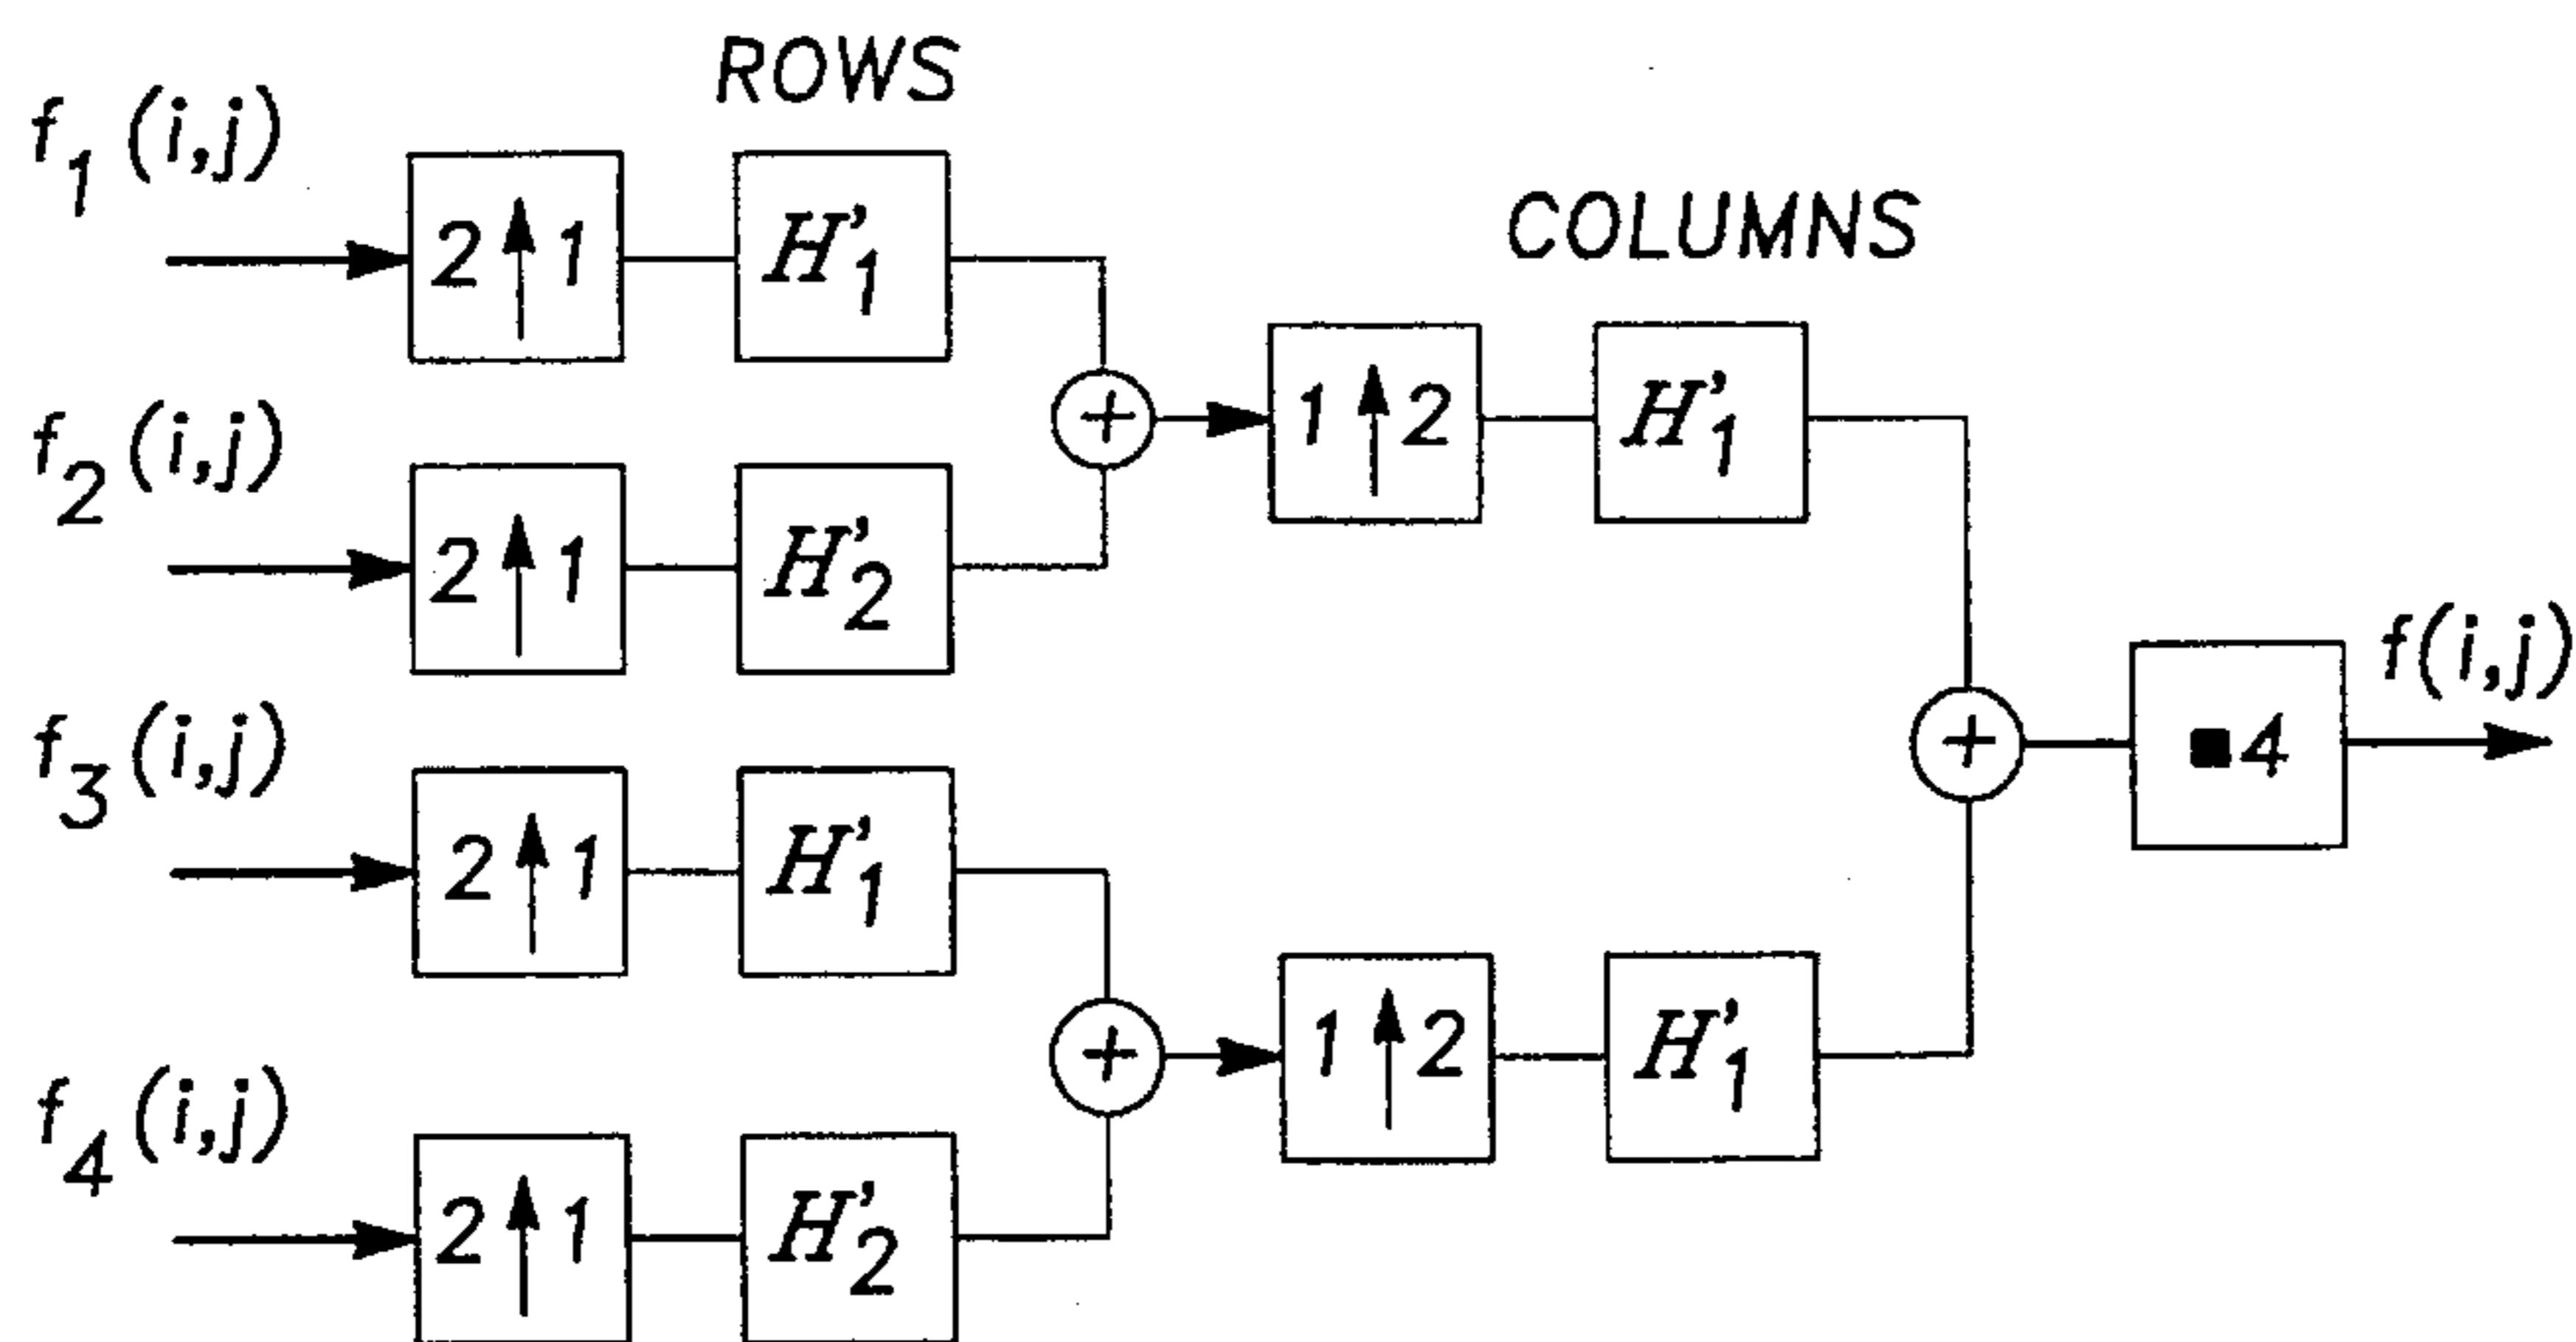 ROWS
f1(i,j)
2↑1 H'1
COLUMNS
f2(i,j)
+ 1↑2 H'1
2↑1 H'2
f(i,j)
f3(i,j)
+ ■4
2↑1 H'1
f4(i,j)
+ 1↑2 H'1
2↑1 H'2